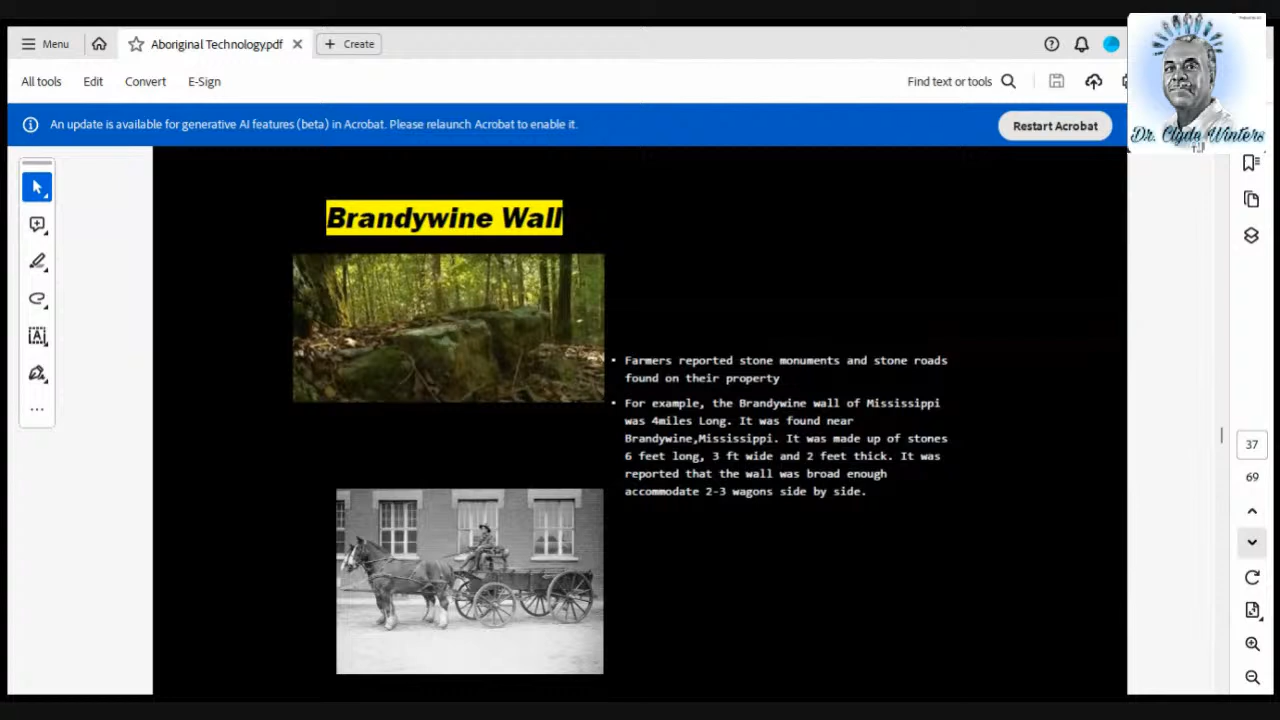 Menu
Aboriginal Technology.pdf
Create
All tools
Edit
Convert
E-Sign
Find text or tools
An update is available for generative AI features (beta) in Acrobat. Please relaunch Acrobat to enable it.
Restart Acrobat
Dr. Clyde Winters
Brandywine Wall
• Farmers reported stone monuments and stone roads
found on their property
• For example, the Brandywine wall of Mississippi
was 4miles Long. It was found near
Brandywine,Mississippi. It was made up of stones
6 feet long, 3 ft wide and 2 feet thick. It was
reported that the wall was broad enough
accommodate 2-3 wagons side by side.
37
69